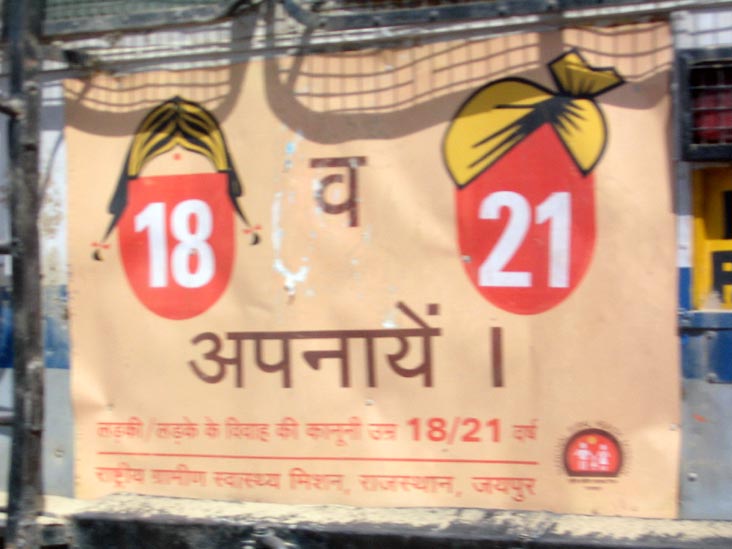 18 व 21
अपनायें ।
लड़की/लड़के के विवाह की कानूनी उम्र 18/21 वर्ष
राष्ट्रीय ग्रामीण स्वास्थ्य मिशन, राजस्थान, जयपुर